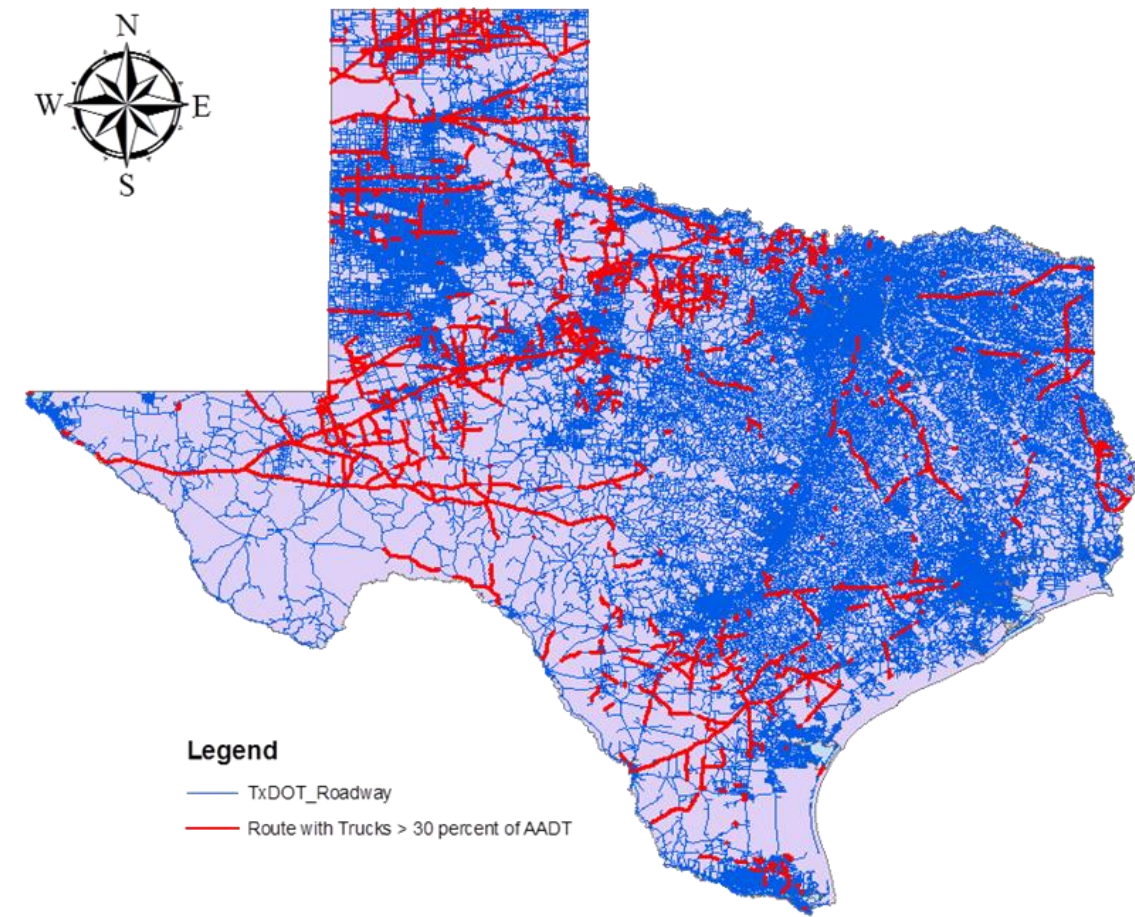 N
W E
S
Legend
TxDOT_Roadway
Route with Trucks > 30 percent of AADT